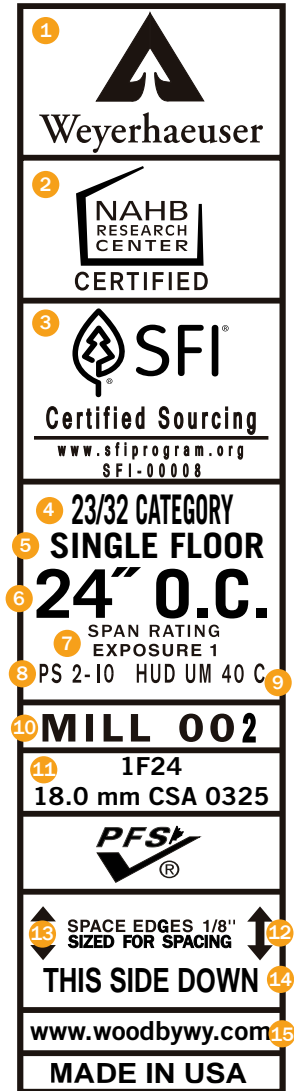 1
Weyerhaeuser
2
NAHB
RESEARCH
CENTER
CERTIFIED
3
SFI®
®
Certified Sourcing
www.sfiprogram.org
SFI-00008
4 23/32 CATEGORY
5 SINGLE FLOOR
6 24″ O.C.
SPAN RATING
7 EXPOSURE 1
8 PS 2-10 HUD UM 40 C 9
10 MILL 002
11 1F24
18.0 mm CSA 0325
PFS
®
13 SPACE EDGES 1/8" 12
SIZED FOR SPACING
THIS SIDE DOWN 14
www.woodbywy.com 15
MADE IN USA